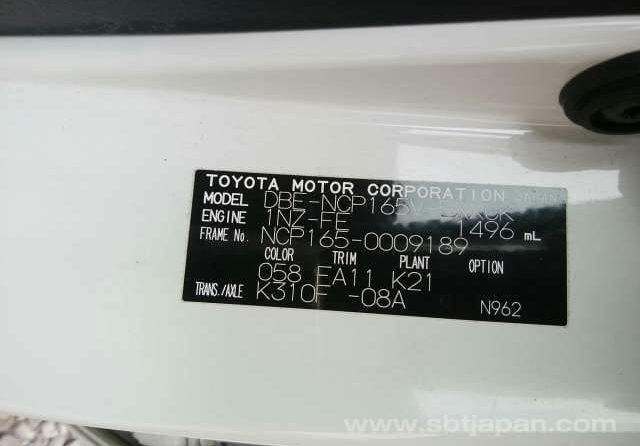 TOYOTA MOTOR CORPORATION JAPAN
MODEL DBE-NCP165V-
ENGINE 1NZ-FE 1496 mL
FRAME No. NCP165-0009189
COLOR TRIM PLANT OPTION
058 FA11 K21
TRANS./AXLE K310F -08A
N962
www.sbtjapan.com